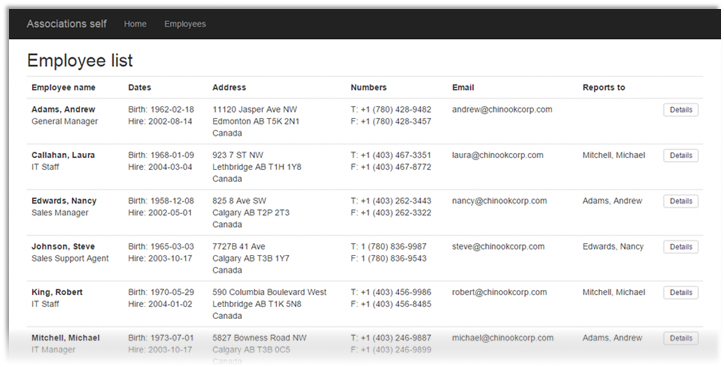 Associations self Home Employees
Employee list
Employee name Dates Address Numbers Email Reports to
Adams, Andrew Birth: 1962-02-18 11120 Jasper Ave NW T: +1 (780) 428-9482 andrew@chinookcorp.com Details
General Manager Hire: 2002-08-14 Edmonton AB T5K 2N1 F: +1 (780) 428-3457
Canada
Callahan, Laura Birth: 1968-01-09 923 7 ST NW T: +1 (403) 467-3351 laura@chinookcorp.com Mitchell, Michael Details
IT Staff Hire: 2004-03-04 Lethbridge AB T1H 1Y8 F: +1 (403) 467-8772
Canada
Edwards, Nancy Birth: 1958-12-08 825 8 Ave SW T: +1 (403) 262-3443 nancy@chinookcorp.com Adams, Andrew Details
Sales Manager Hire: 2002-05-01 Calgary AB T2P 2T3 F: +1 (403) 262-3322
Canada
Johnson, Steve Birth: 1965-03-03 7727B 41 Ave T: 1 (780) 836-9987 steve@chinookcorp.com Edwards, Nancy Details
Sales Support Agent Hire: 2003-10-17 Calgary AB T3B 1Y7 F: 1 (780) 836-9543
Canada
King, Robert Birth: 1970-05-29 590 Columbia Boulevard West T: +1 (403) 456-9986 robert@chinookcorp.com Mitchell, Michael Details
IT Staff Hire: 2004-01-02 Lethbridge AB T1K 5N8 F: +1 (403) 456-8485
Canada
Mitchell, Michael Birth: 1973-07-01 5827 Bowness Road NW T: +1 (403) 246-9887 michael@chinookcorp.com Adams, Andrew Details
IT Manager Hire: 2003-10-17 Calgary AB T3B 0C5 F: +1 (403) 246-9899
Canada